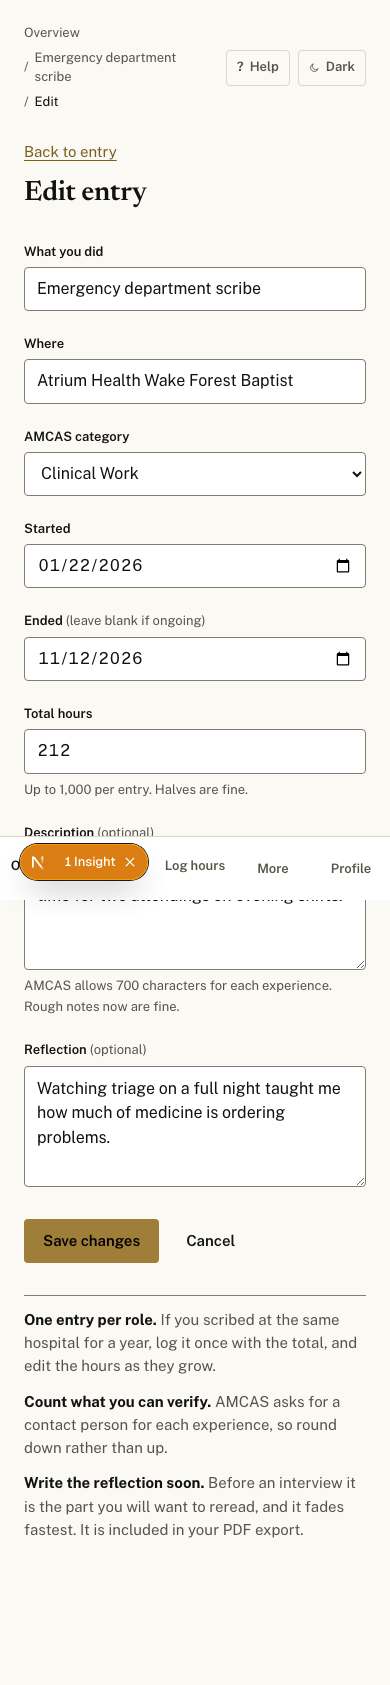 Overview
/ Emergency department
scribe
? Help
Dark
/ Edit
Back to entry
Edit entry
What you did
Emergency department scribe
Where
Atrium Health Wake Forest Baptist
AMCAS category
Clinical Work
Started
01/22/2026
Ended (leave blank if ongoing)
11/12/2026
Total hours
212
Up to 1,000 per entry. Halves are fine.
Description (optional)
1 Insight
Log hours
More
Profile
AMCAS allows 700 characters for each experience.
Rough notes now are fine.
Reflection (optional)
Watching triage on a full night taught me
how much of medicine is ordering
problems.
Save changes
Cancel
One entry per role. If you scribed at the same
hospital for a year, log it once with the total, and
edit the hours as they grow.
Count what you can verify. AMCAS asks for a
contact person for each experience, so round
down rather than up.
Write the reflection soon. Before an interview it
is the part you will want to reread, and it fades
fastest. It is included in your PDF export.